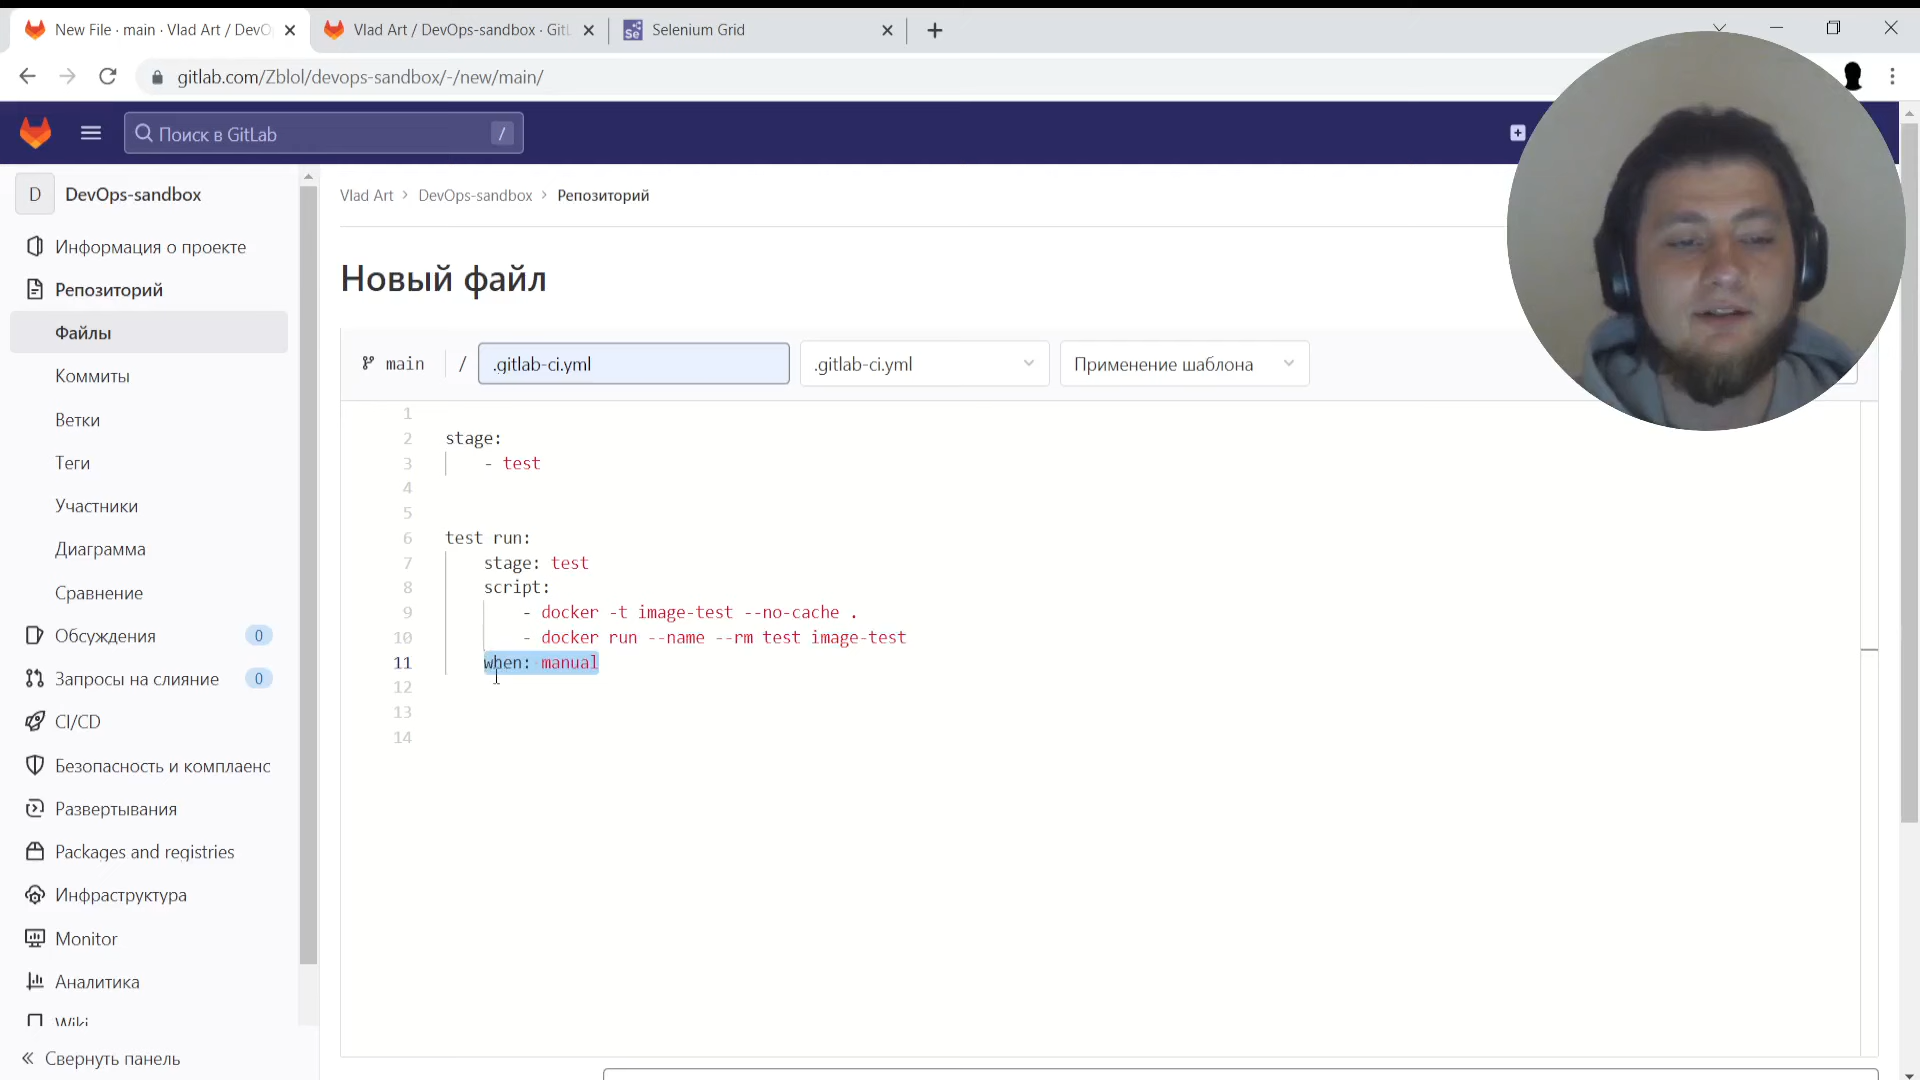 New File · main · Vlad Art / DevO
Vlad Art / DevOps-sandbox · Git
Selenium Grid
gitlab.com/Zblol/devops-sandbox/-/new/main/
Поиск в GitLab
/
D
DevOps-sandbox
Информация о проекте
Репозиторий
Файлы
Коммиты
Ветки
Теги
Участники
Диаграмма
Сравнение
Обсуждения 0
Запросы на слияние 0
CI/CD
Безопасность и комплаенс
Развертывания
Packages and registries
Инфраструктура
Monitor
Аналитика
Wiki
« Свернуть панель
Vlad Art > DevOps-sandbox > Репозиторий
Новый файл
main / .gitlab-ci.yml .gitlab-ci.yml Применение шаблона
1
2 stage:
3 - test
4
5
6 test run:
7 stage: test
8 script:
9 - docker -t image-test --no-cache .
10 - docker run --name --rm test image-test
11 when: manual
12
13
14